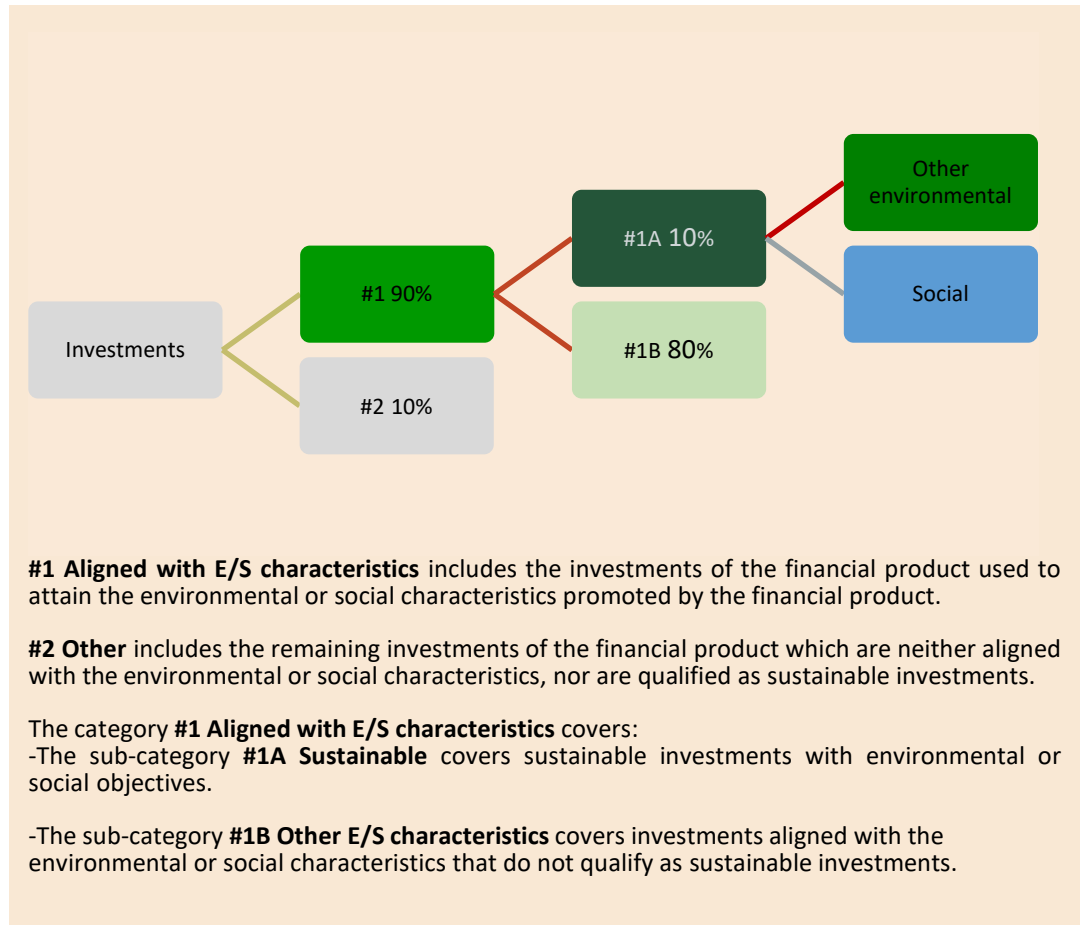 Other
environmental
#1A 10%
#1 90%
Social
Investments
#1B 80%
#2 10%
#1 Aligned with E/S characteristics includes the investments of the financial product used to
attain the environmental or social characteristics promoted by the financial product.
#2 Other includes the remaining investments of the financial product which are neither aligned
with the environmental or social characteristics, nor are qualified as sustainable investments.
The category #1 Aligned with E/S characteristics covers:
-The sub-category #1A Sustainable covers sustainable investments with environmental or
social objectives.
-The sub-category #1B Other E/S characteristics covers investments aligned with the
environmental or social characteristics that do not qualify as sustainable investments.